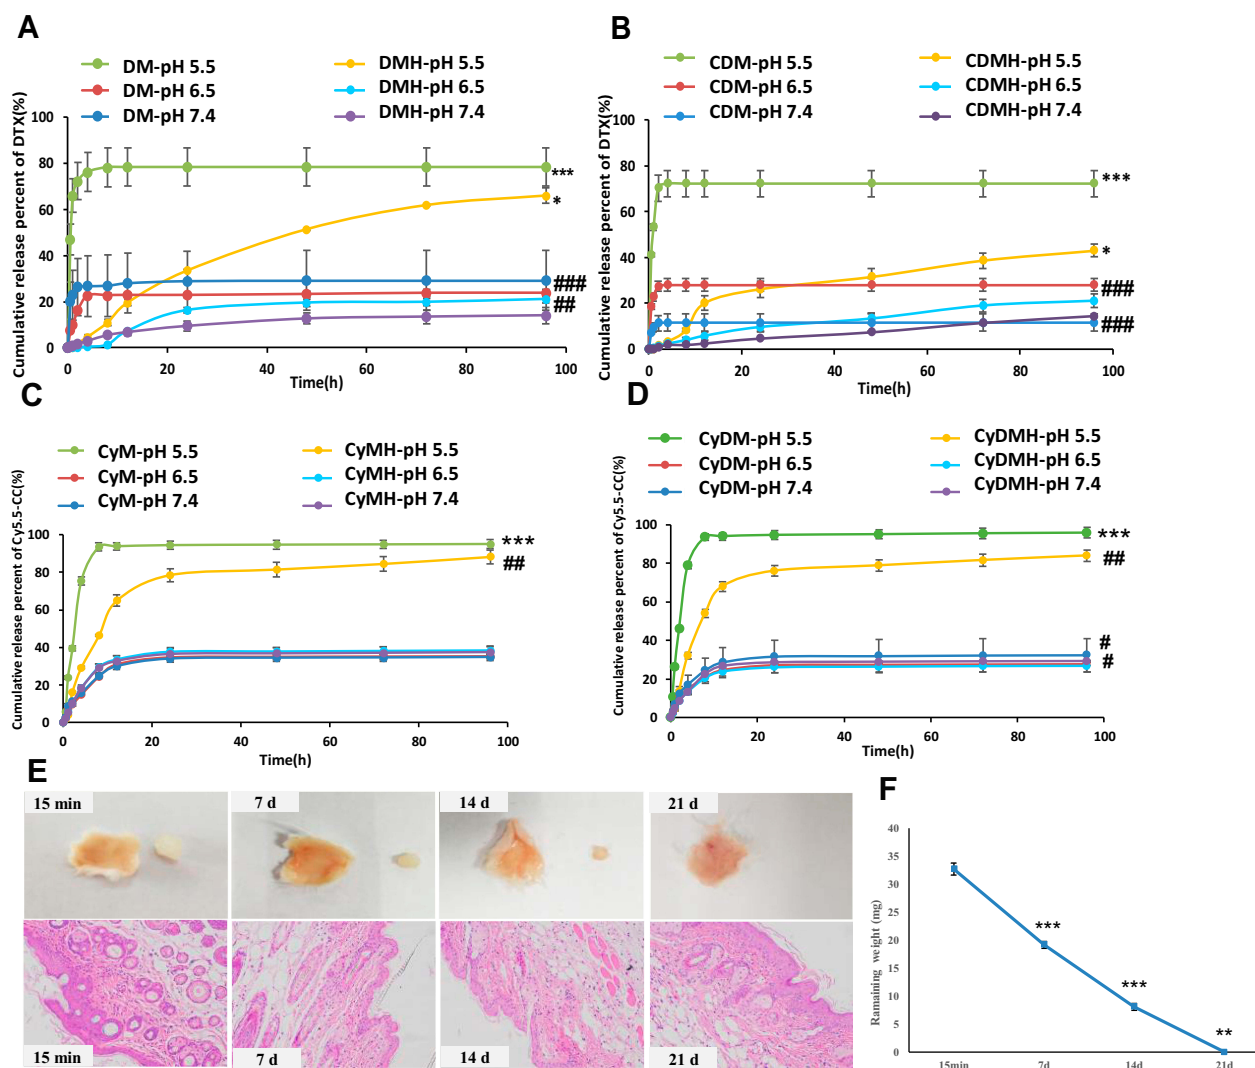 A
DM-pH 5.5
DMH-pH 5.5
DM-pH 6.5
DMH-pH 6.5
DM-pH 7.4
DMH-pH 7.4
Cumulative release percent of DTX(%)
100
80
60
40
20
0
***
*
###
##
0 20 40 60 80 100
Time(h)
B
CDM-pH 5.5
CDMH-pH 5.5
CDM-pH 6.5
CDMH-pH 6.5
CDM-pH 7.4
CDMH-pH 7.4
Cumulative release percent of DTX(%)
100
80
60
40
20
0
***
*
###
###
0 20 40 60 80 100
Time(h)
C
CyM-pH 5.5
CyMH-pH 5.5
CyM-pH 6.5
CyMH-pH 6.5
CyM-pH 7.4
CyMH-pH 7.4
Cumulative release percent of Cy5.5-CC(%)
100
80
60
40
20
0
***
##
0 20 40 60 80 100
Time(h)
D
CyDM-pH 5.5
CyDMH-pH 5.5
CyDM-pH 6.5
CyDMH-pH 6.5
CyDM-pH 7.4
CyDMH-pH 7.4
Cumulative release percent of Cy5.5-CC(%)
100
80
60
40
20
0
***
##
#
#
0 20 40 60 80 100
Time(h)
E
15 min
7 d
14 d
21 d
15 min
7 d
14 d
21 d
F
Ramaining weight (mg)
40
35
30
25
20
15
10
5
0
***
***
**
15min 7d 14d 21d